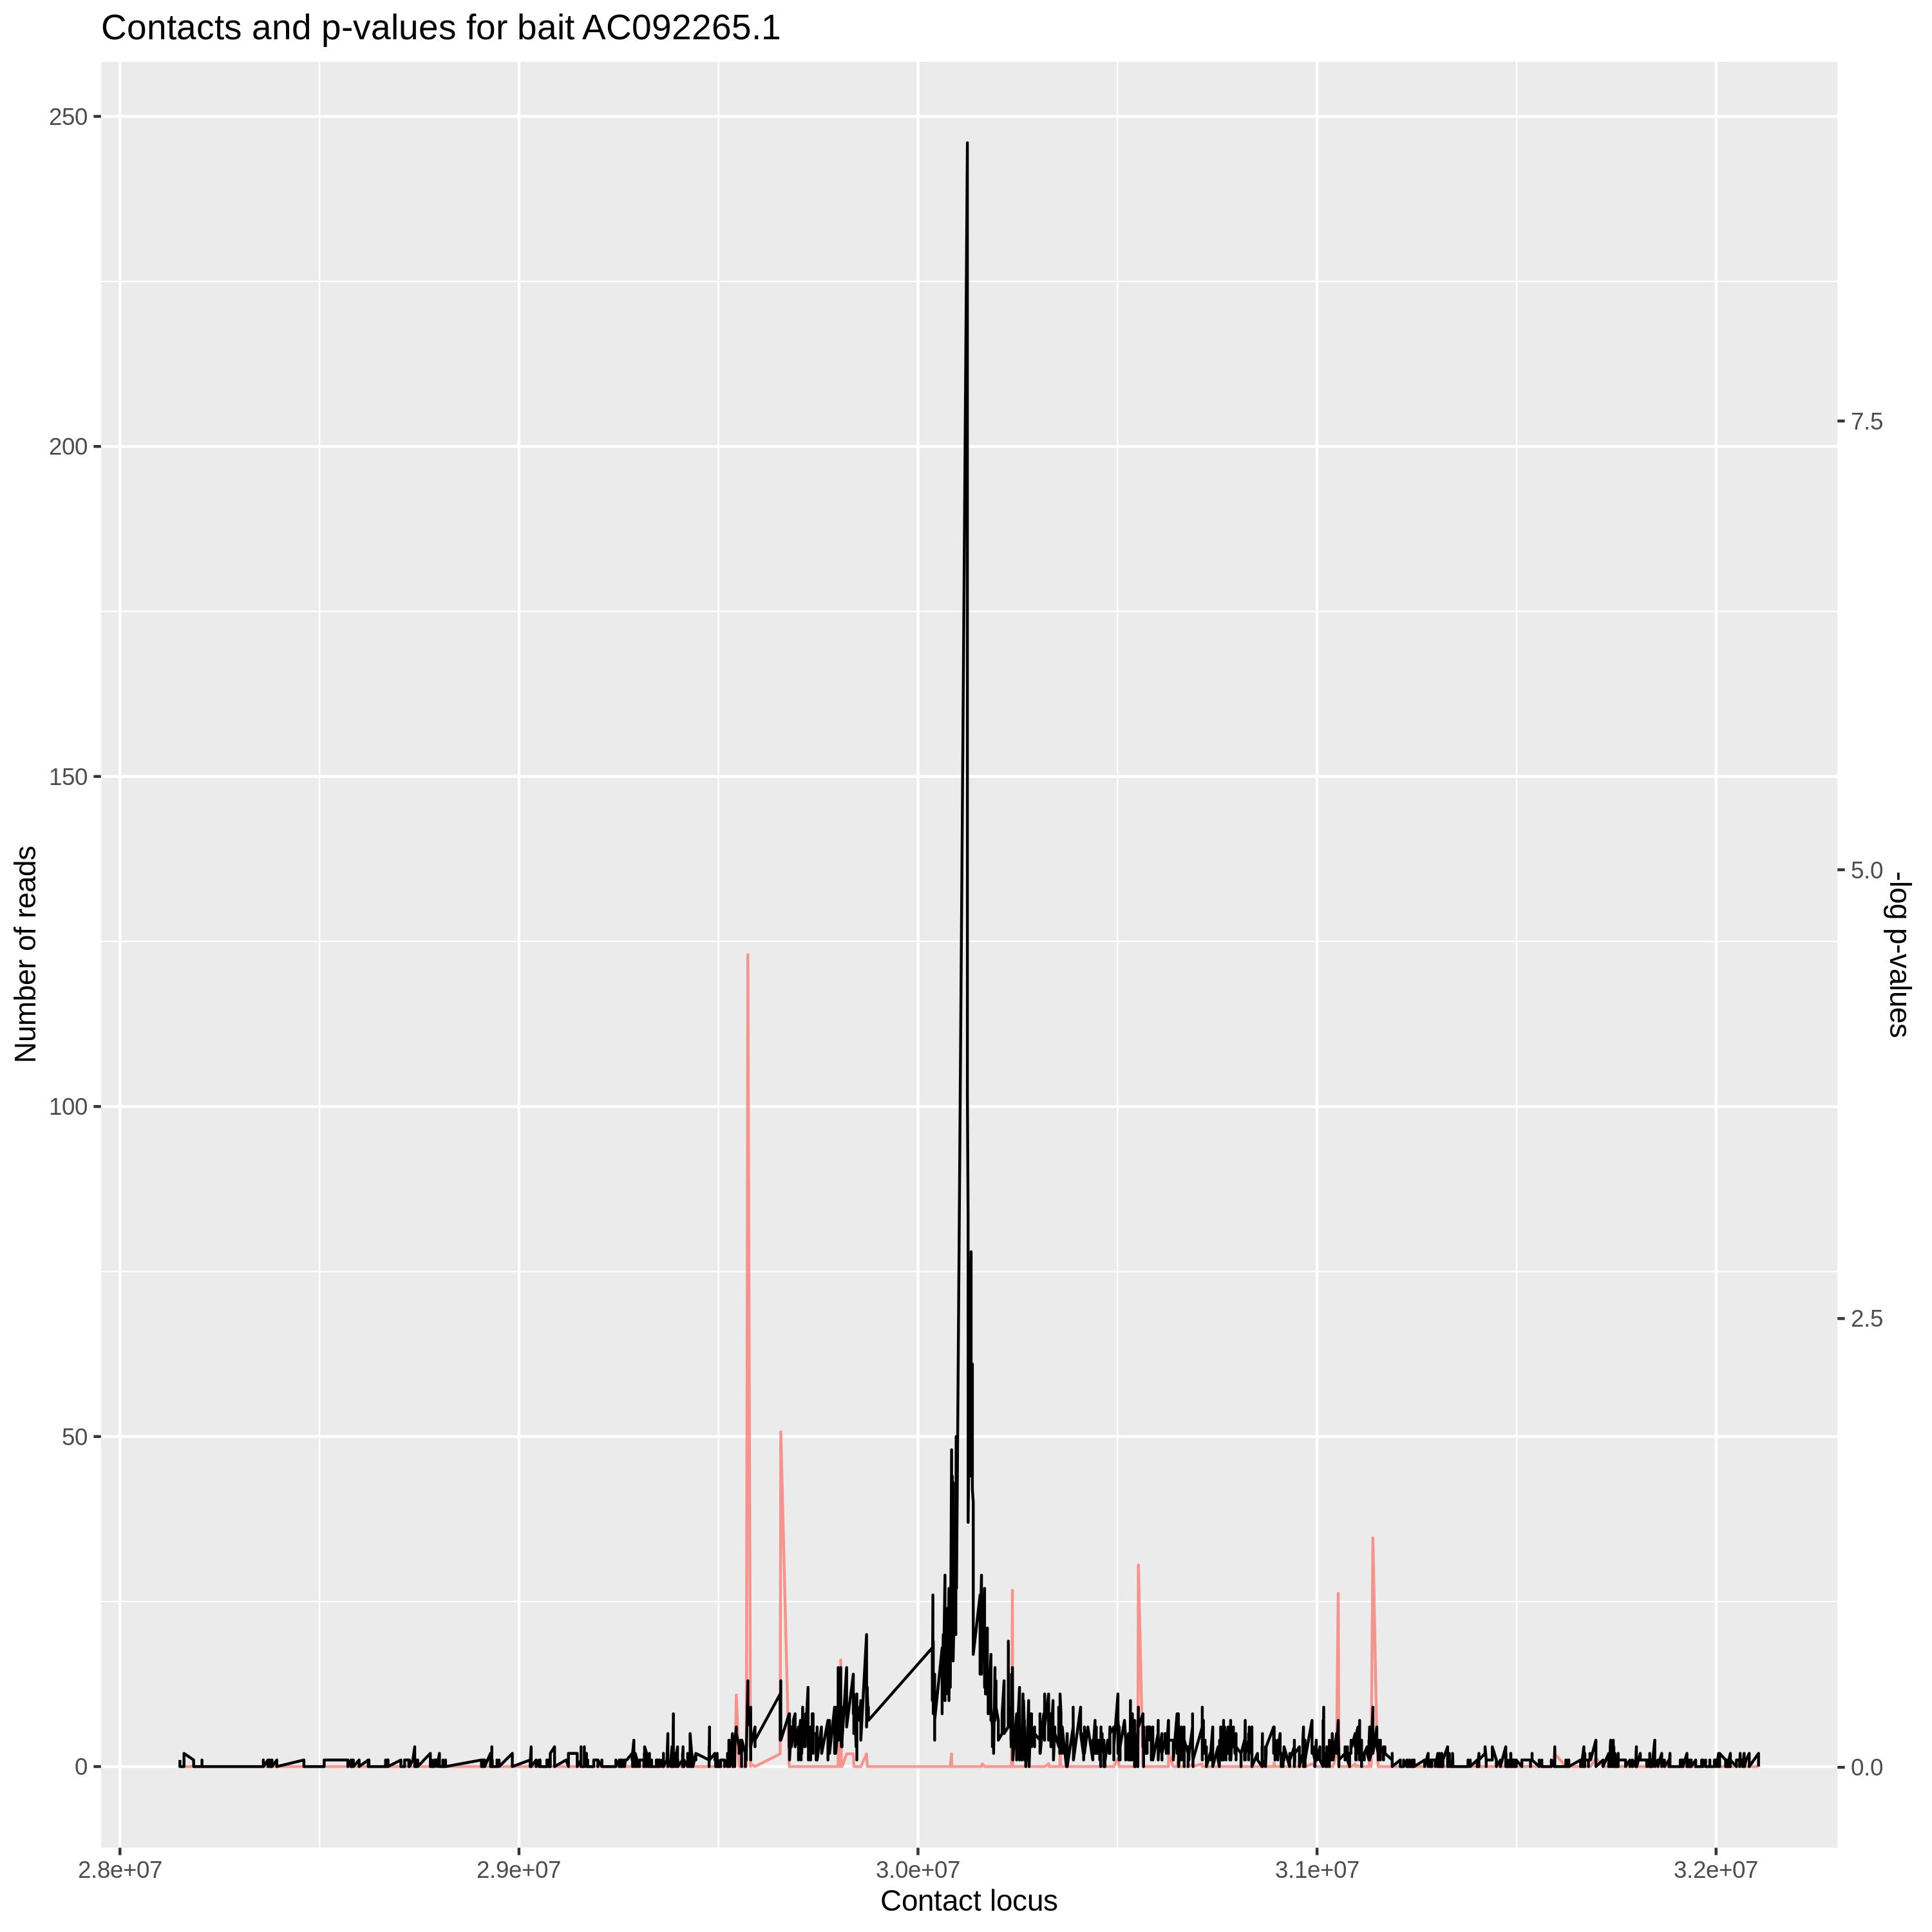 Contacts and p-values for bait AC092265.1
250
200
150
100
50
0
Number of reads
7.5
5.0
2.5
0.0
-log p-values
2.8e+07
2.9e+07
3.0e+07
3.1e+07
3.2e+07
Contact locus